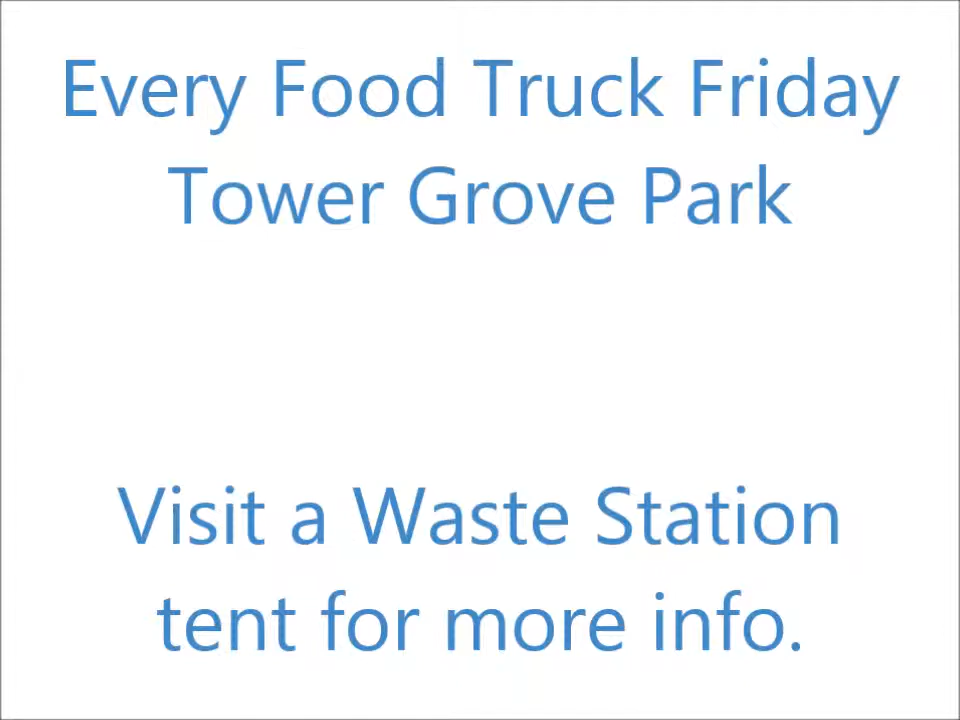 Every Food Truck Friday
Tower Grove Park
Visit a Waste Station
tent for more info.